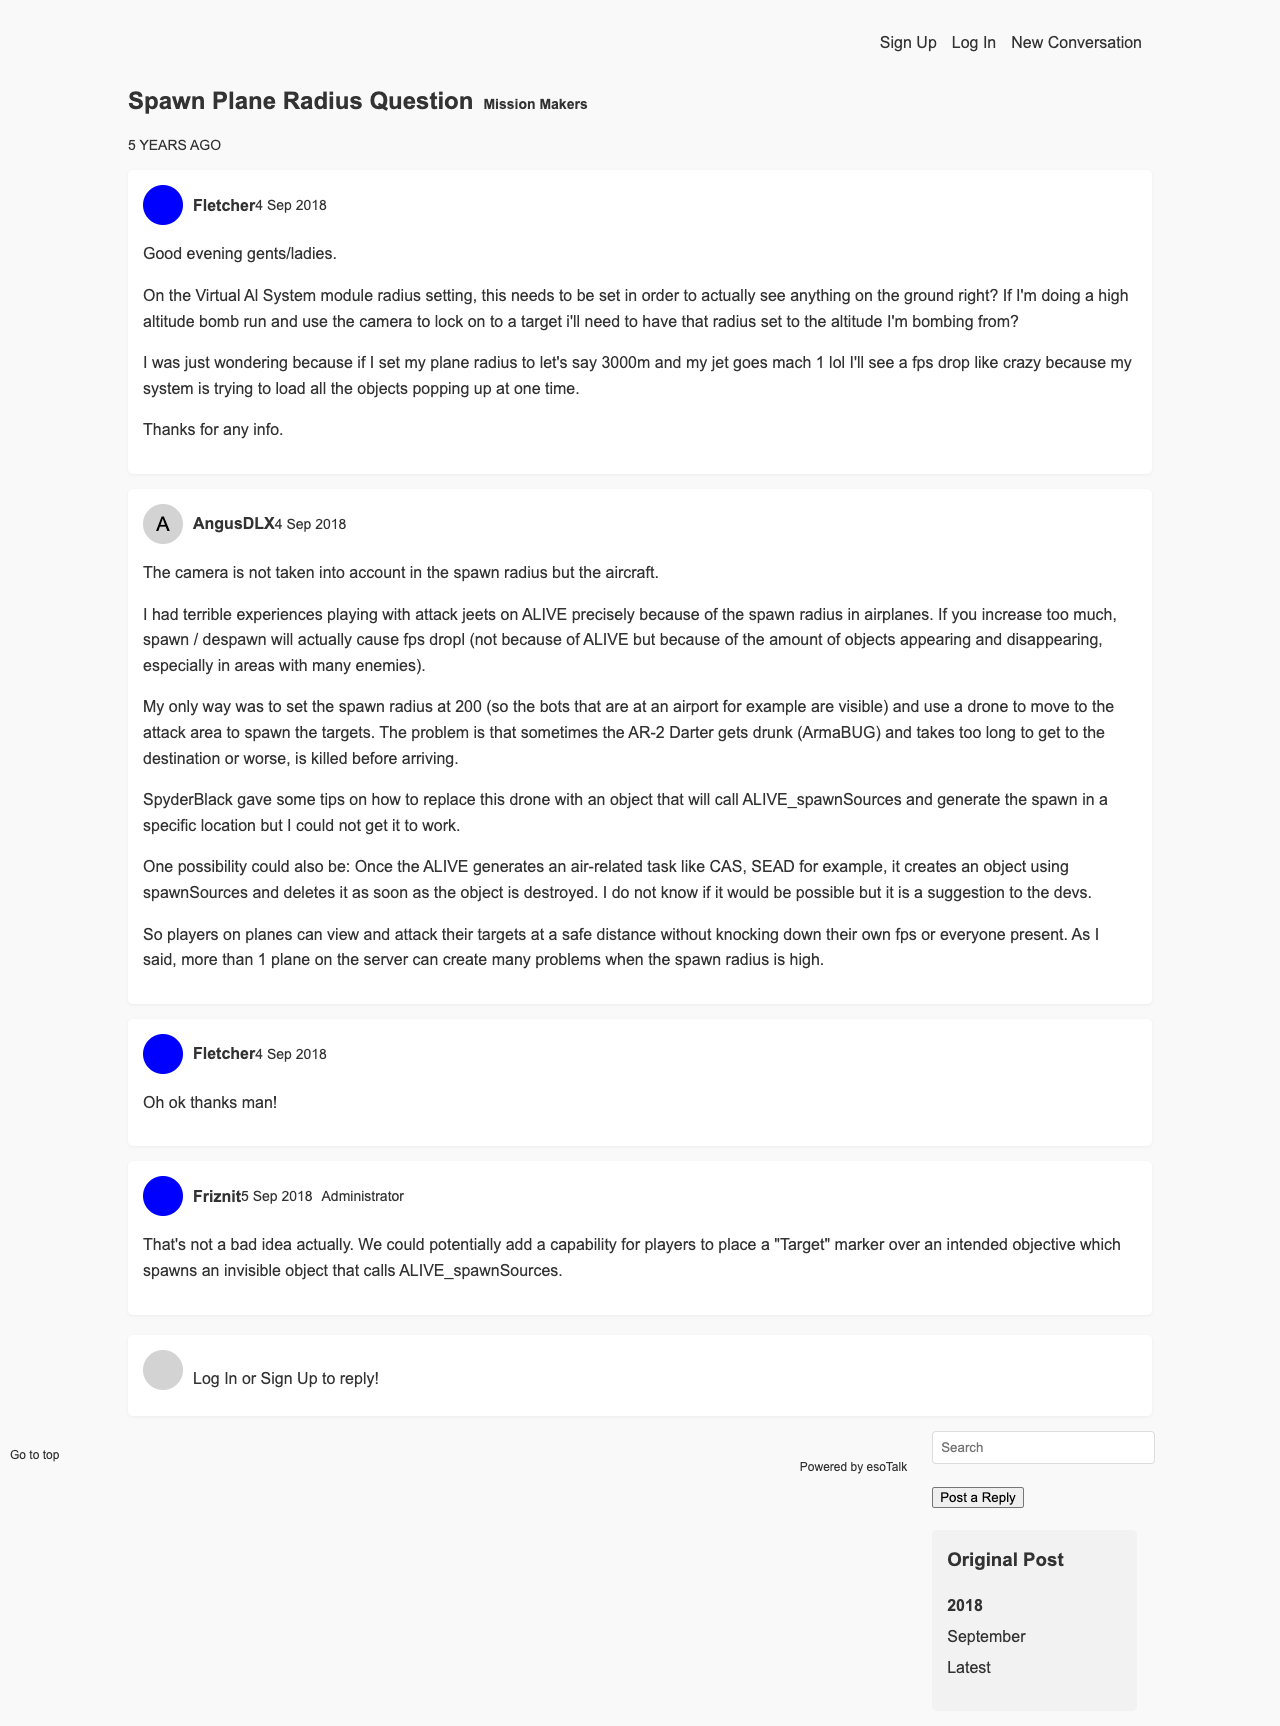 Sign Up Log In New Conversation
Spawn Plane Radius Question Mission Makers
5 YEARS AGO
Fletcher4 Sep 2018
Good evening gents/ladies.
On the Virtual AI System module radius setting, this needs to be set in order to actually see anything on the ground right? If I'm doing a high
altitude bomb run and use the camera to lock on to a target i'll need to have that radius set to the altitude I'm bombing from?
I was just wondering because if I set my plane radius to let's say 3000m and my jet goes mach 1 lol I'll see a fps drop like crazy because my
system is trying to load all the objects popping up at one time.
Thanks for any info.
A
AngusDLX4 Sep 2018
The camera is not taken into account in the spawn radius but the aircraft.
I had terrible experiences playing with attack jeets on ALIVE precisely because of the spawn radius in airplanes. If you increase too much,
spawn / despawn will actually cause fps dropl (not because of ALIVE but because of the amount of objects appearing and disappearing,
especially in areas with many enemies).
My only way was to set the spawn radius at 200 (so the bots that are at an airport for example are visible) and use a drone to move to the
attack area to spawn the targets. The problem is that sometimes the AR-2 Darter gets drunk (ArmaBUG) and takes too long to get to the
destination or worse, is killed before arriving.
SpyderBlack gave some tips on how to replace this drone with an object that will call ALIVE_spawnSources and generate the spawn in a
specific location but I could not get it to work.
One possibility could also be: Once the ALIVE generates an air-related task like CAS, SEAD for example, it creates an object using
spawnSources and deletes it as soon as the object is destroyed. I do not know if it would be possible but it is a suggestion to the devs.
So players on planes can view and attack their targets at a safe distance without knocking down their own fps or everyone present. As I
said, more than 1 plane on the server can create many problems when the spawn radius is high.
Fletcher4 Sep 2018
Oh ok thanks man!
Friznit5 Sep 2018 Administrator
That's not a bad idea actually. We could potentially add a capability for players to place a "Target" marker over an intended objective which
spawns an invisible object that calls ALIVE_spawnSources.
Log In or Sign Up to reply!
Go to top
Powered by esoTalk
Search
Post a Reply
Original Post
2018
September
Latest